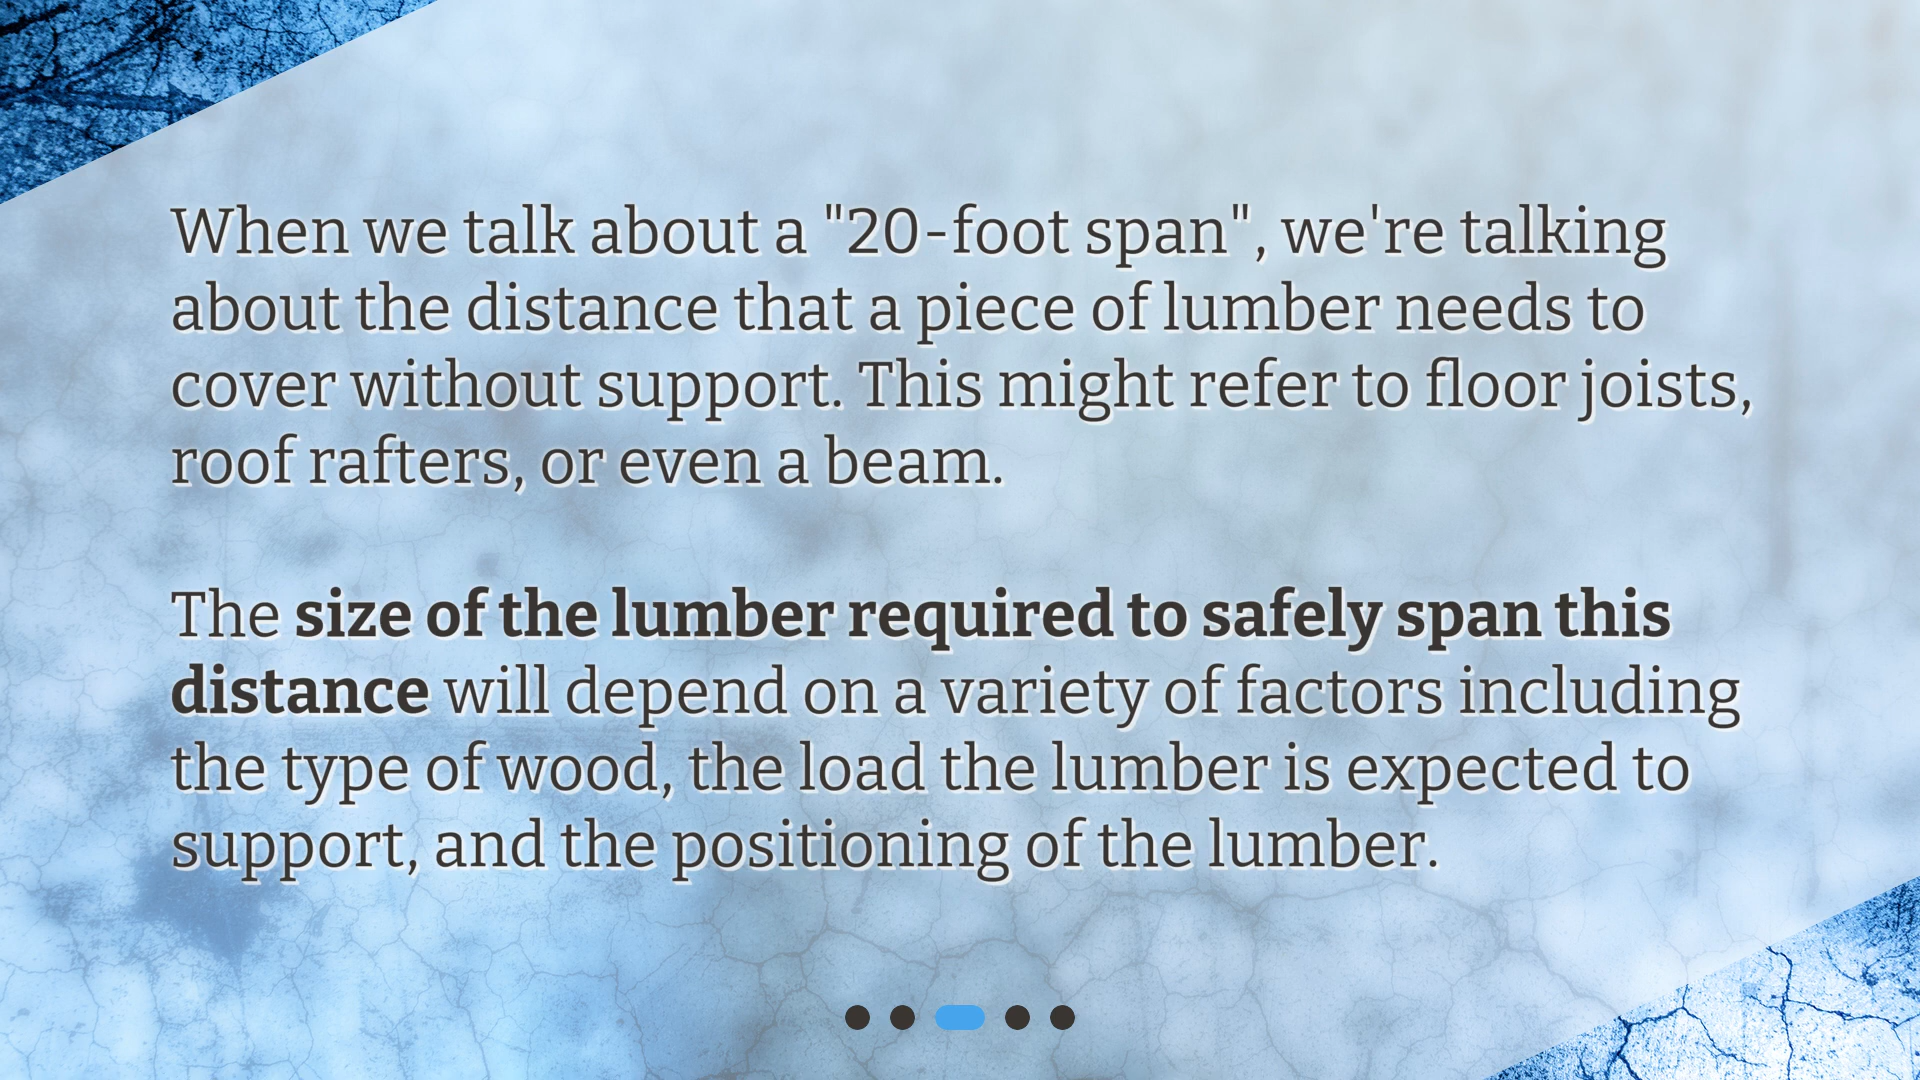 When we talk about a "20-foot span", we're talking
about the distance that a piece of lumber needs to
cover without support. This might refer to floor joists,
roof rafters, or even a beam.
The size of the lumber required to safely span this
distance will depend on a variety of factors including
the type of wood, the load the lumber is expected to
support, and the positioning of the lumber.